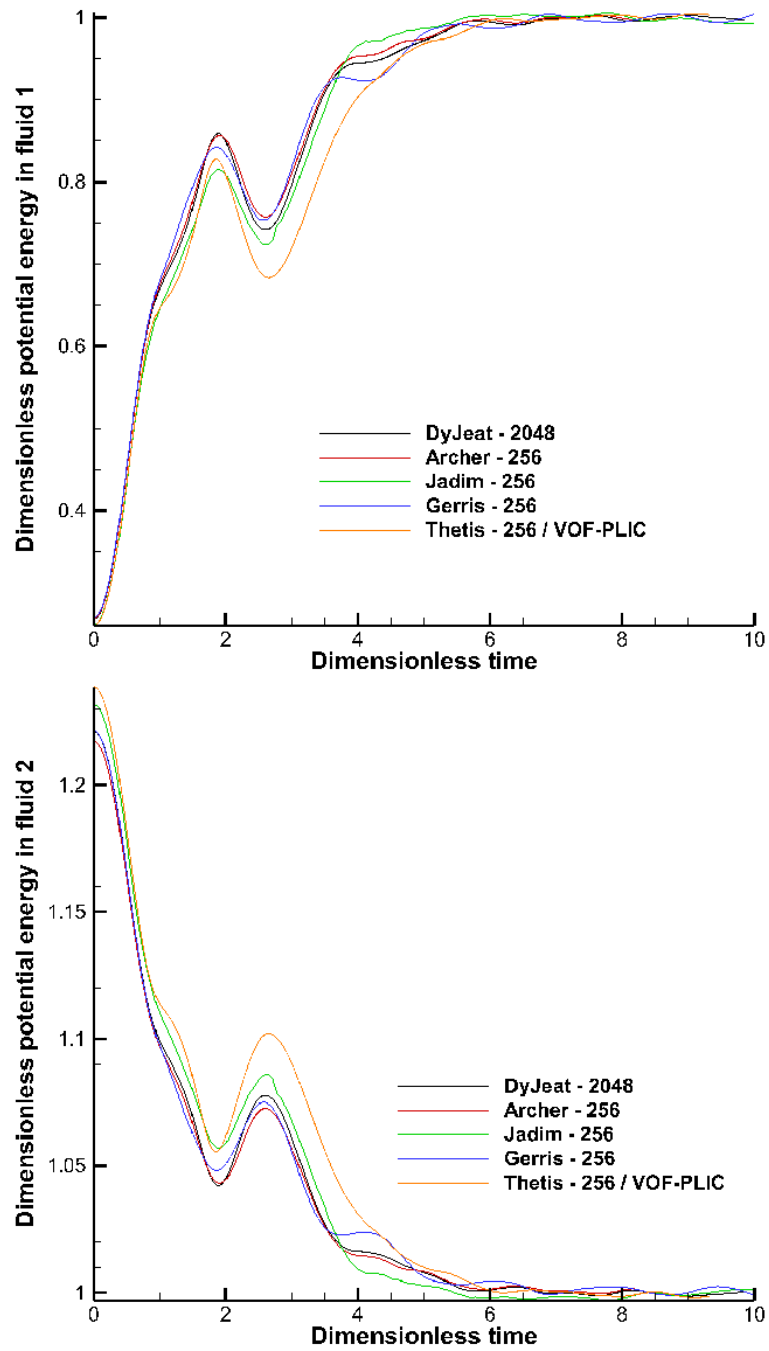 1
0.8
0.6
0.4
Dimensionless potential energy in fluid 1
DyJeat - 2048
Archer - 256
Jadim - 256
Gerris - 256
Thetis - 256 / VOF-PLIC
0 2 4 6 8 10
Dimensionless time
1.2
1.15
1.1
1.05
1
Dimensionless potential energy in fluid 2
DyJeat - 2048
Archer - 256
Jadim - 256
Gerris - 256
Thetis - 256 / VOF-PLIC
0 2 4 6 8 10
Dimensionless time